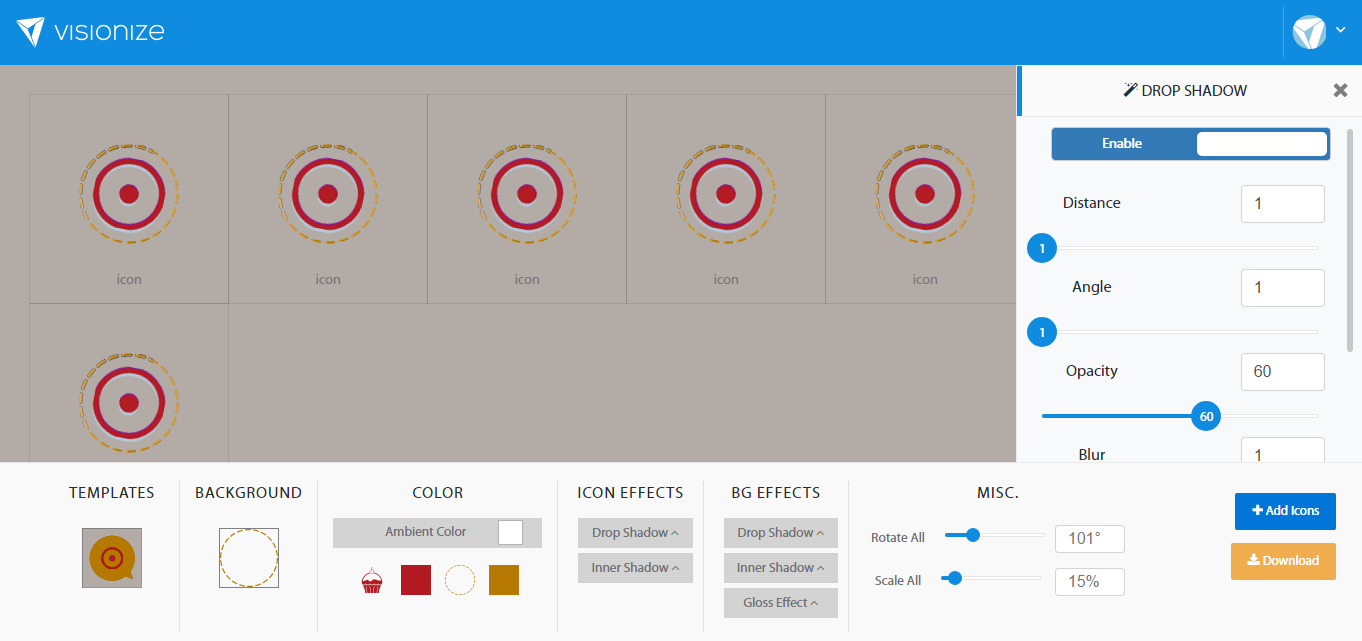 visionize
DROP SHADOW
Enable
Distance
1
1
Angle
1
1
Opacity
60
60
Blur
1
icon
icon
icon
icon
icon
TEMPLATES
BACKGROUND
COLOR
Ambient Color
ICON EFFECTS
Drop Shadow
Inner Shadow
BG EFFECTS
Drop Shadow
Inner Shadow
Gloss Effect
MISC.
Rotate All
101°
Scale All
15%
Add Icons
Download